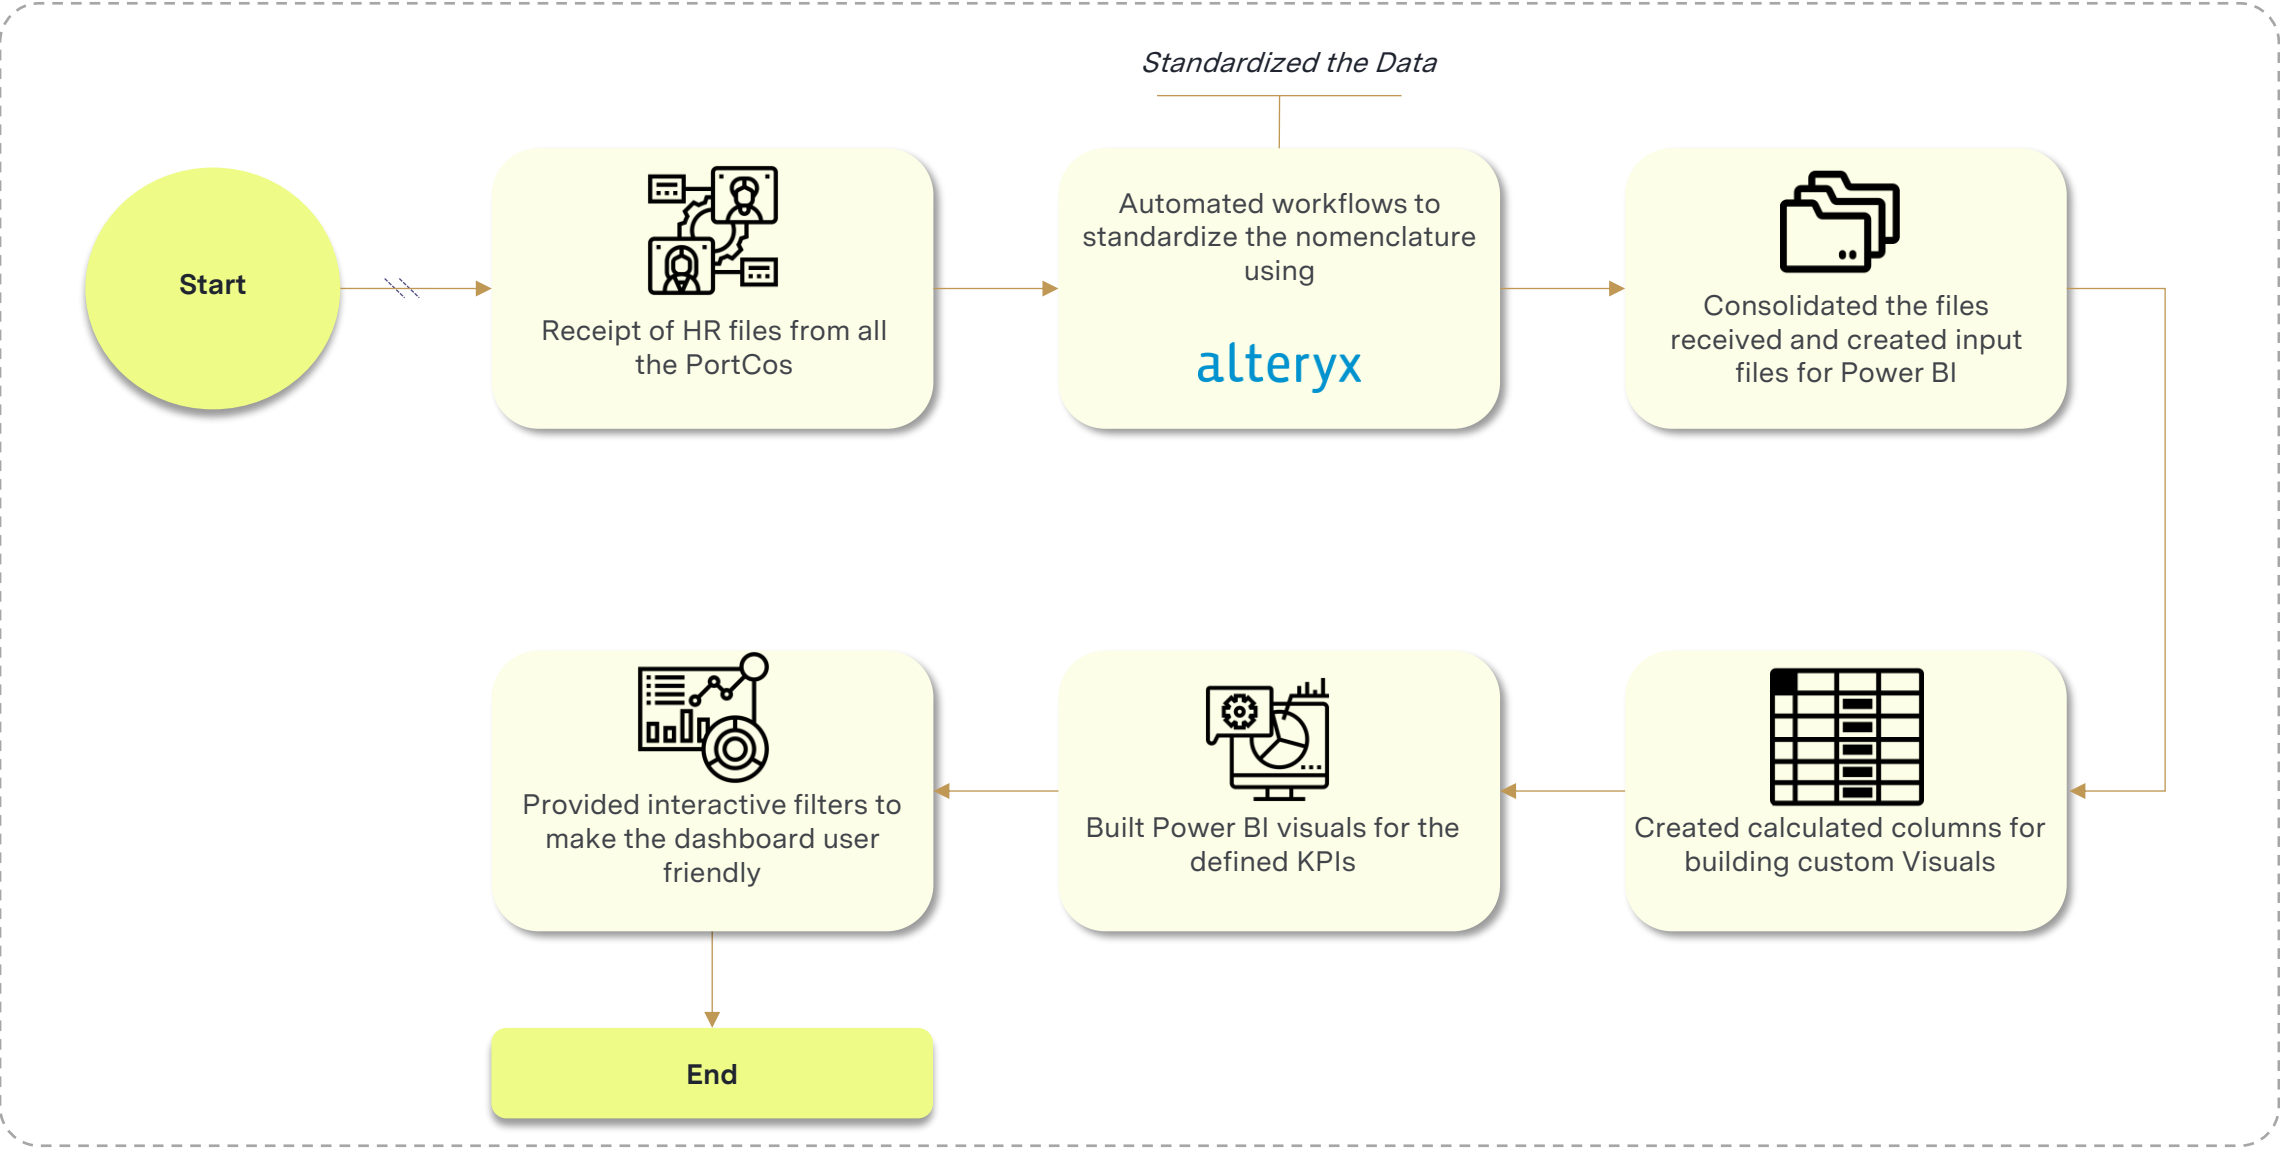 Standardized the Data
Start
Receipt of HR files from all
the PortCos
Automated workflows to
standardize the nomenclature
using
alteryx
Consolidated the files
received and created input
files for Power BI
Created calculated columns for
building custom Visuals
Built Power BI visuals for the
defined KPIs
Provided interactive filters to
make the dashboard user
friendly
End